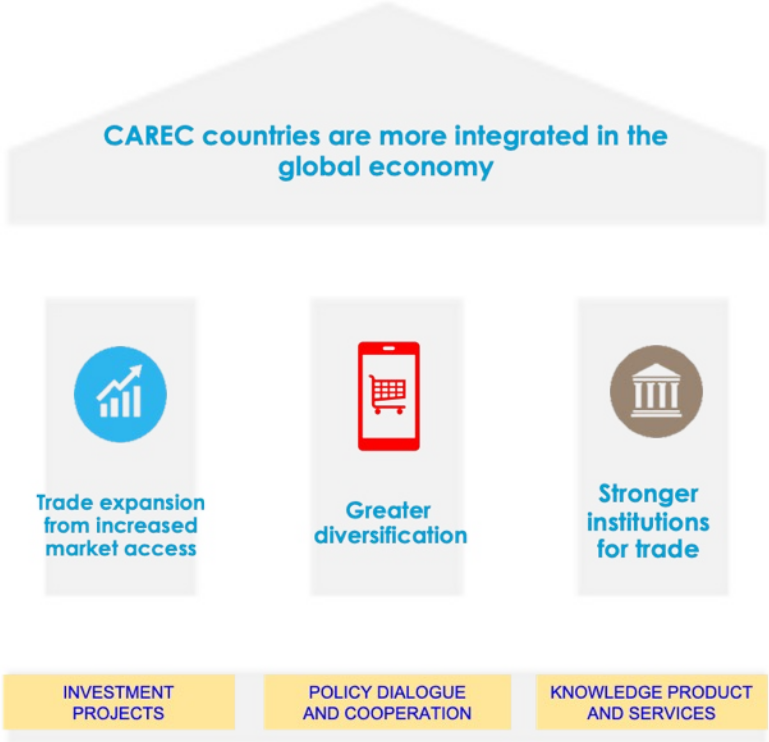 CAREC countries are more integrated in the
global economy
Trade expansion
from increased
market access
Greater
diversification
Stronger
institutions
for trade
INVESTMENT
PROJECTS
POLICY DIALOGUE
AND COOPERATION
KNOWLEDGE PRODUCT
AND SERVICES